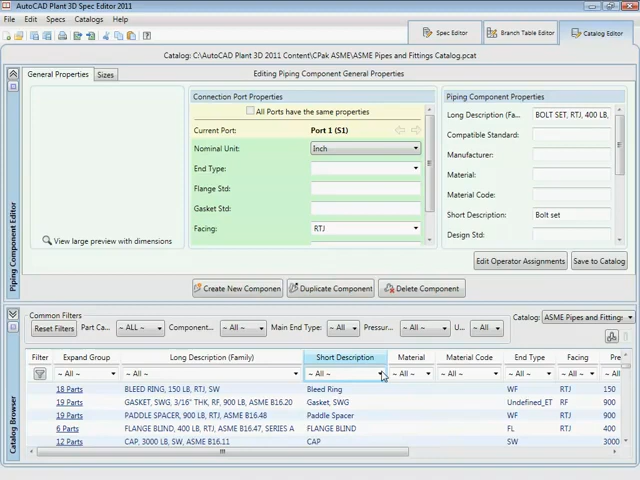 AutoCAD Plant 3D Spec Editor 2011
File Edit Specs Catalogs Help
Spec Editor Branch Table Editor Catalog Editor
Catalog: C:\AutoCAD Plant 3D 2011 Content\CPak ASME\ASME Pipes and Fittings Catalog.pcat
General Properties Sizes Editing Piping Component General Properties
Piping Component Editor
Connection Port Properties
All Ports have the same properties
Current Port: Port 1 (S1)
Nominal Unit: Inch
End Type:
Flange Std:
Gasket Std:
Facing: RTJ
View large preview with dimensions
Piping Component Properties
Long Description (Fa... BOLT SET, RTJ, 400 LB,
Compatible Standard:
Manufacturer:
Material:
Material Code:
Short Description: Bolt set
Design Std:
Edit Operator Assignments Save to Catalog
Create New Componen Duplicate Component Delete Component
Catalog Browser
Common Filters
Reset Filters Part Ca... ~ ALL ~ Component... ~ All ~ Main End Type: ~ All ~ Pressur... ~ All ~ U... ~ All ~
Catalog: ASME Pipes and Fittings
Filter Expand Group Long Description (Family) Short Description Material Material Code End Type Facing Pre
~ All ~ ~ All ~ ~ All ~ ~ All ~ ~ All ~ ~ All ~ ~ All ~ ~ All
18 Parts BLEED RING, 150 LB, RTJ, SW Bleed Ring WF RTJ 150
19 Parts GASKET, SWG, 3/16" THK, RF, 900 LB, ASME B16.20 Gasket, SWG Undefined_ET RF 900
19 Parts PADDLE SPACER, 900 LB, RTJ, ASME B16.48 Paddle Spacer WF RTJ 900
6 Parts FLANGE BLIND, 400 LB, RTJ, ASME B16.47, SERIES A FLANGE BLIND FL RTJ 400
12 Parts CAP, 3000 LB, SW, ASME B16.11 CAP SW 3000